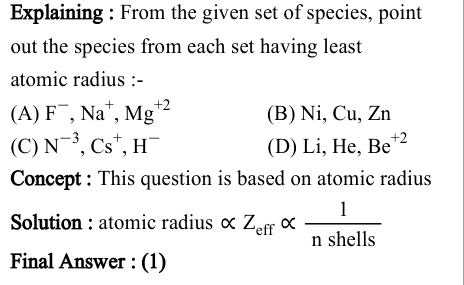 Explaining : From the given set of species, point
out the species from each set having least
atomic radius :-
(A) F⁻, Na⁺, Mg⁺² (B) Ni, Cu, Zn
(C) N⁻³, Cs⁺, H⁻ (D) Li, He, Be⁺²
Concept : This question is based on atomic radius
Solution : atomic radius ∝ Z_eff ∝ 1 / n shells
Final Answer : (1)